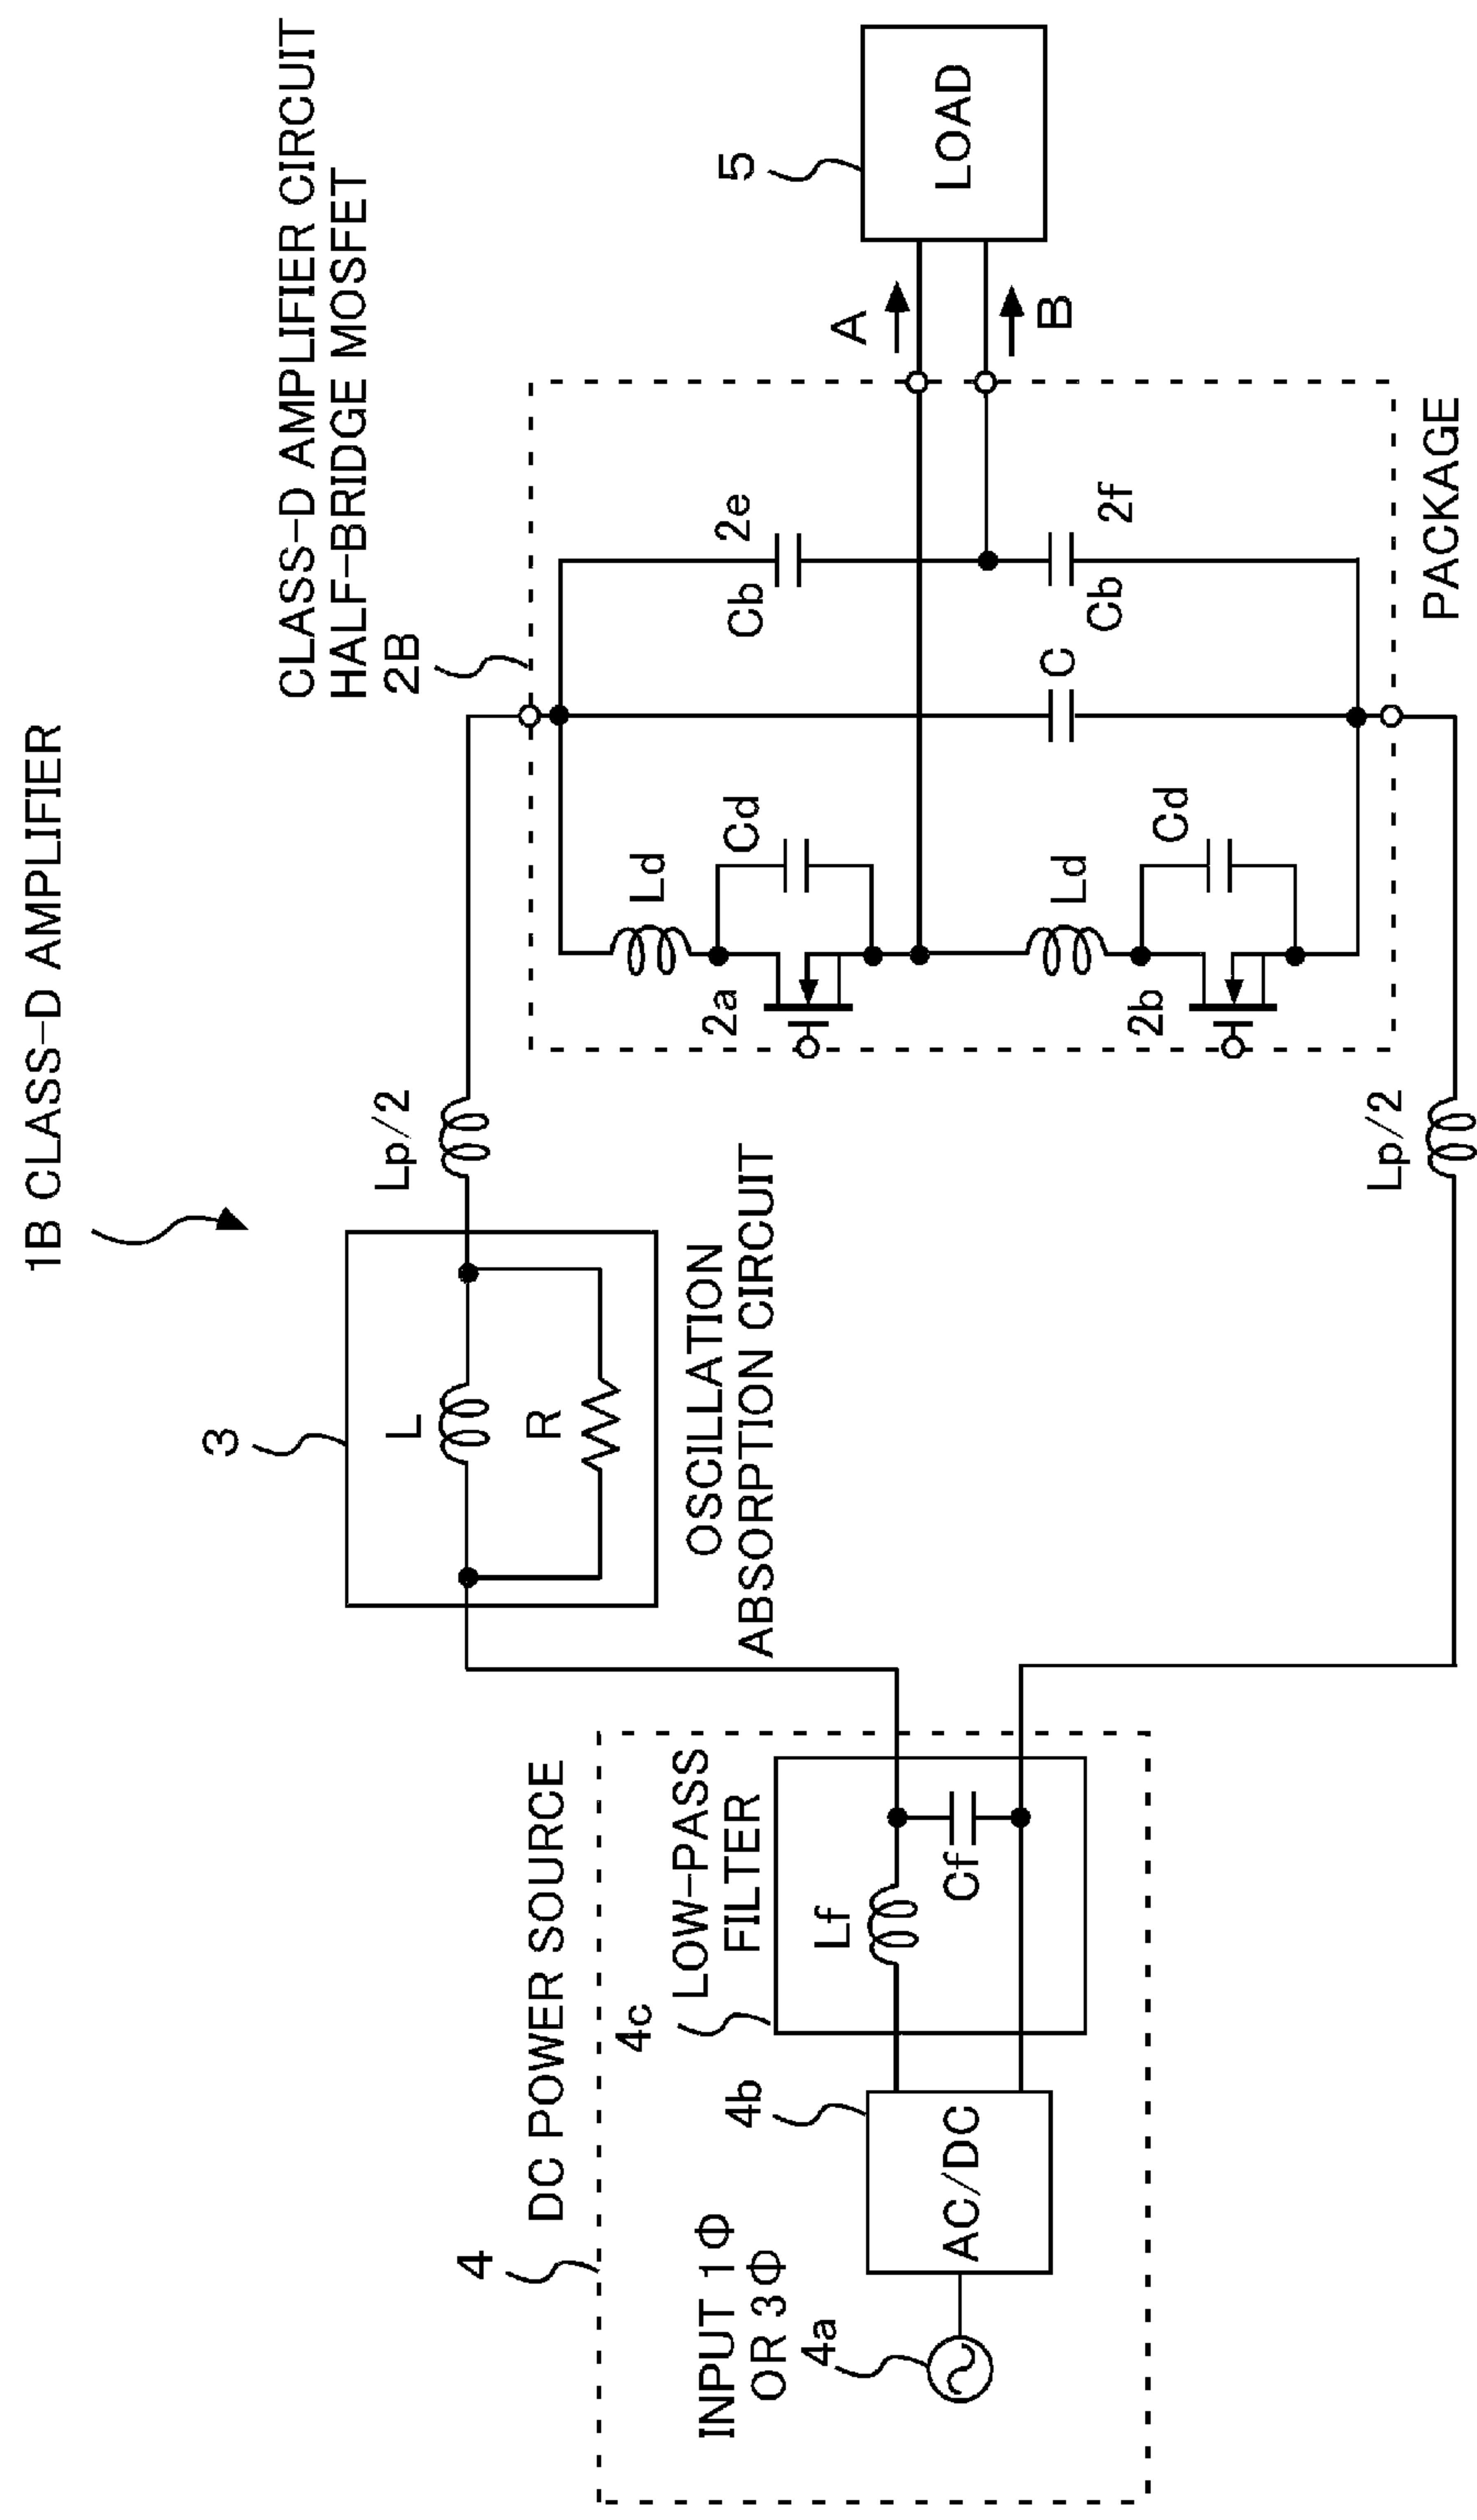 1B CLASS-D AMPLIFIER
CLASS-D AMPLIFIER CIRCUIT
HALF-BRIDGE MOSFET
2B
3
L
R
OSCILLATION
ABSORPTION CIRCUIT
Lp/2
Lp/2
4
DC POWER SOURCE
INPUT 1Φ
OR 3Φ
4a
4b
AC/DC
4c
LOW-PASS
FILTER
Lf
Cf
Ld
Cd
2a
Ld
Cd
2b
C
Cb
2e
Cb
2f
PACKAGE
A
B
5
LOAD